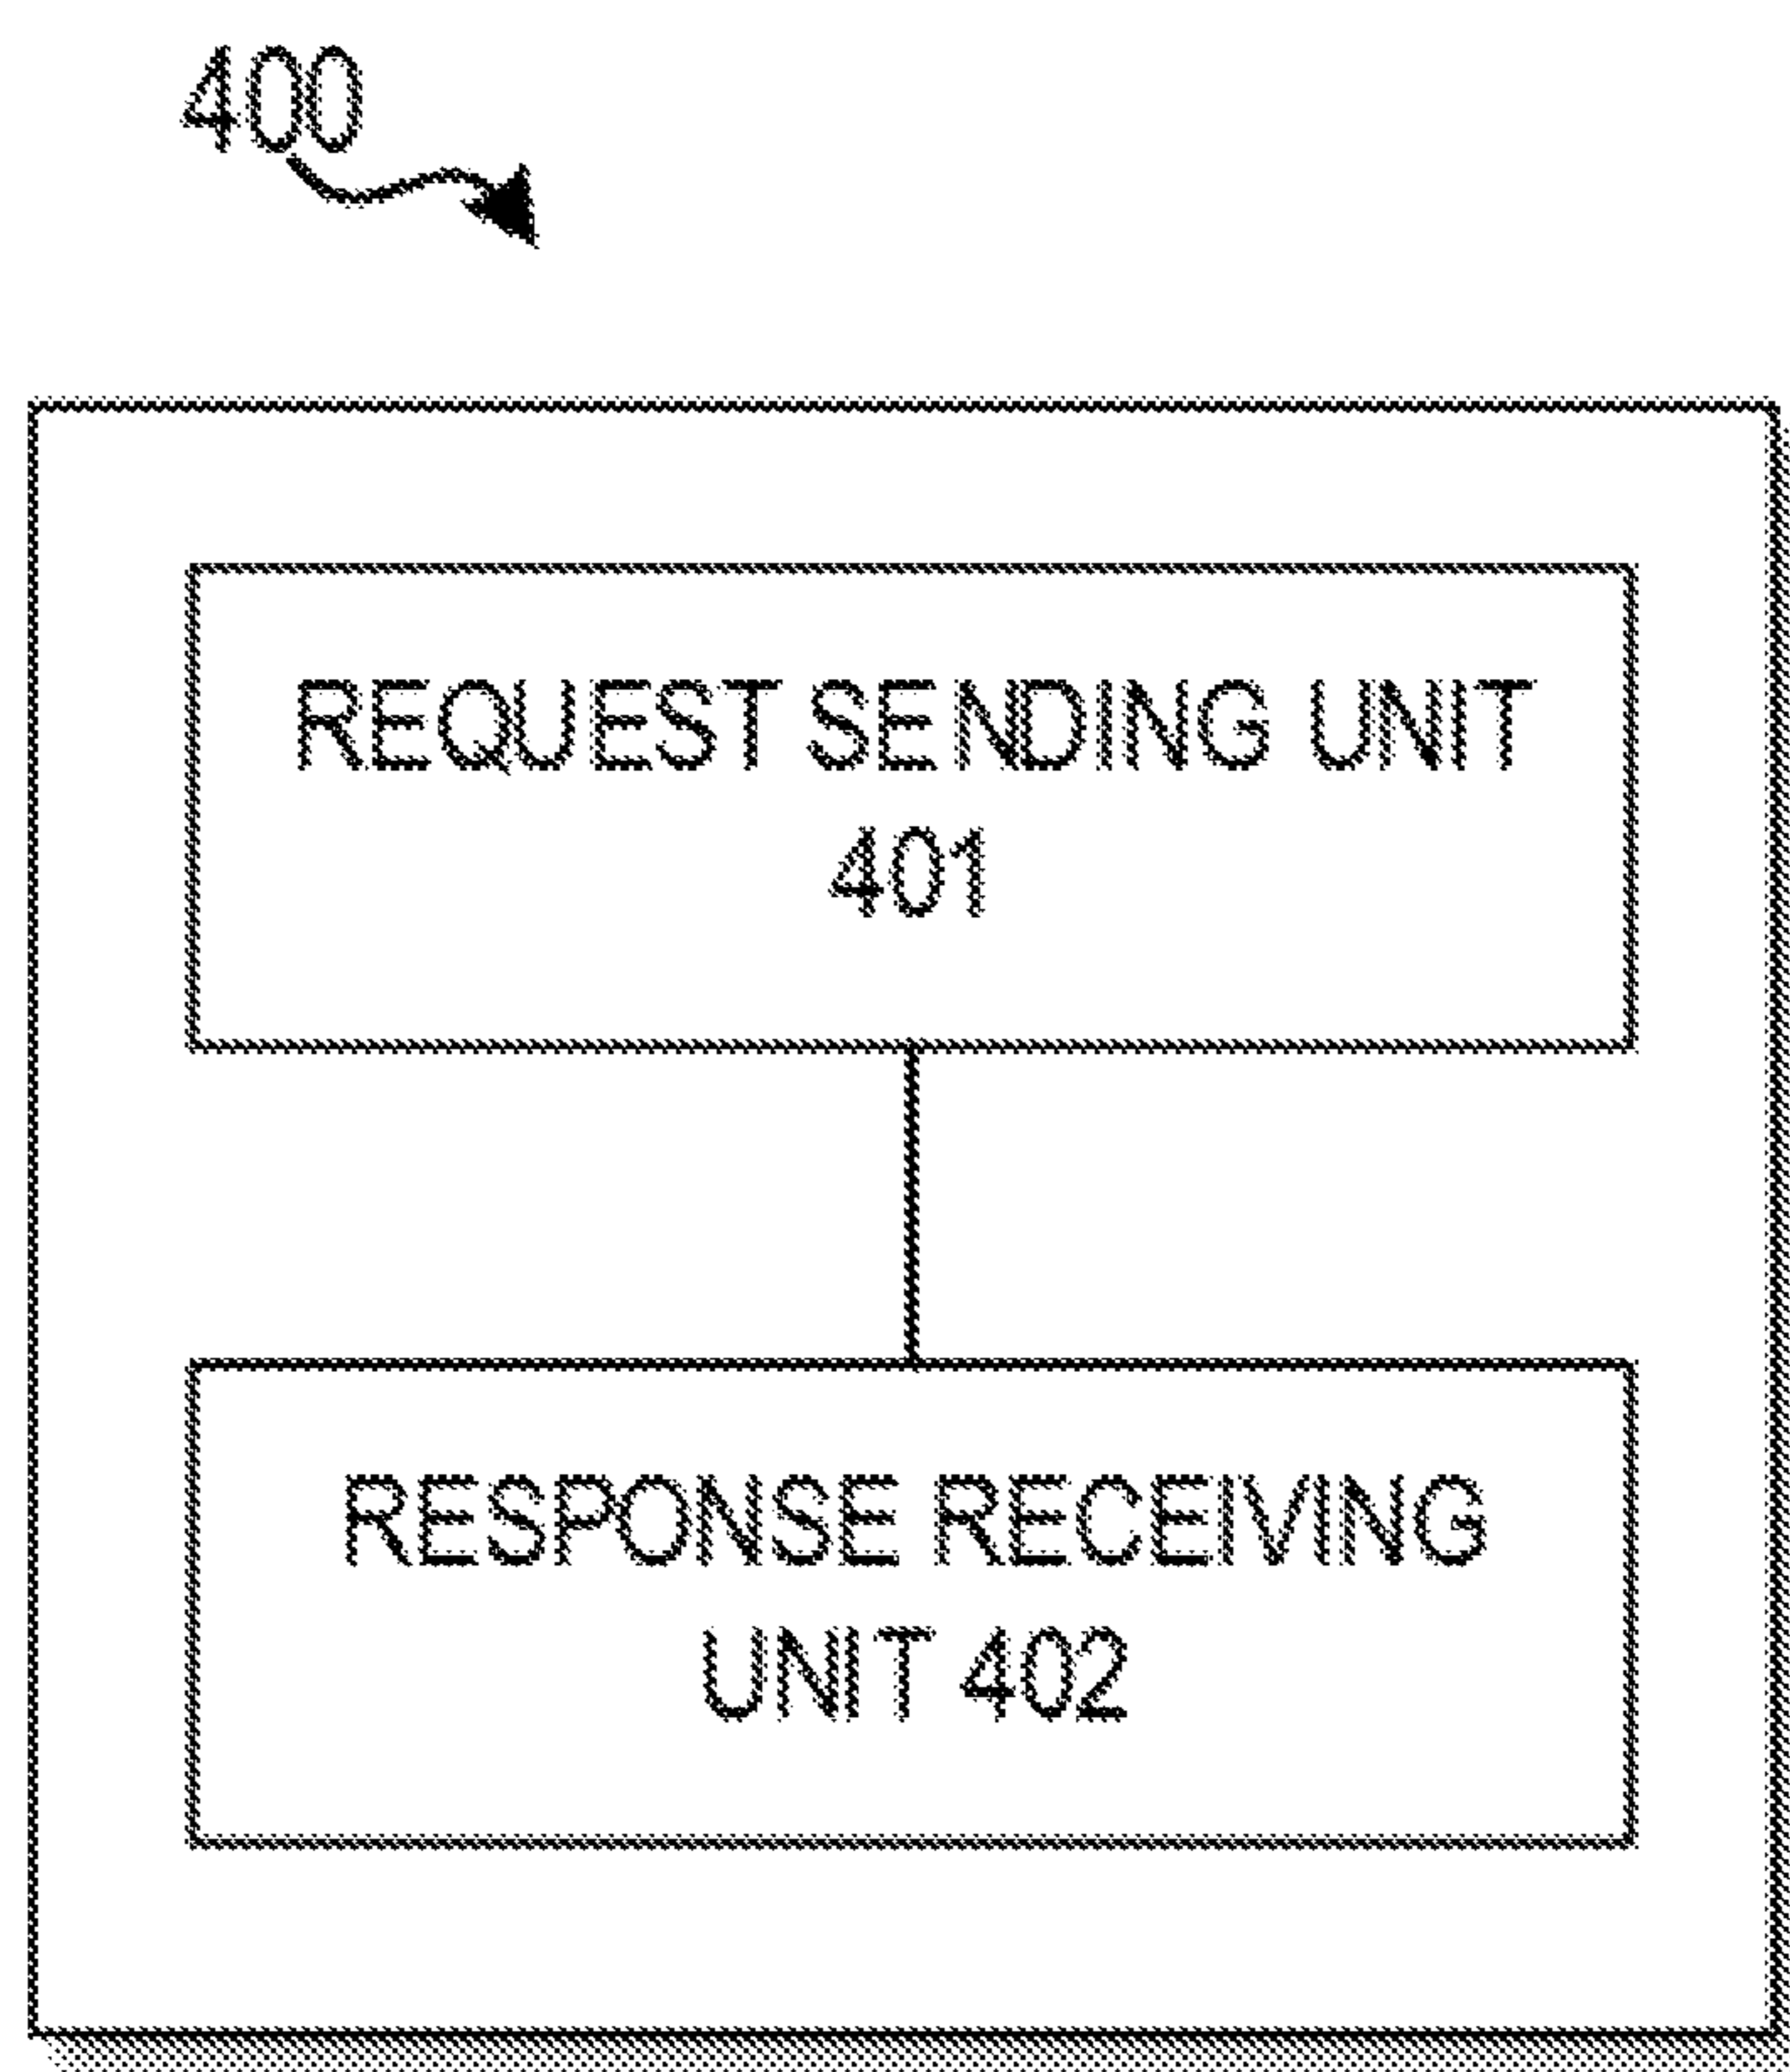 400
REQUEST SENDING UNIT
401
RESPONSE RECEIVING
UNIT 402